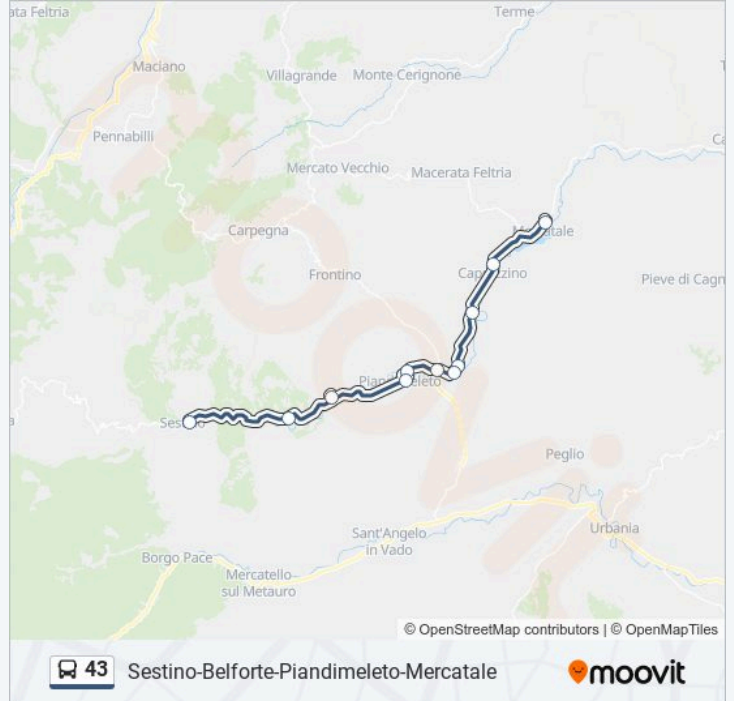 ata Feltria
Terme
Maciano
Villagrande
Monte Cerignone
Pennabilli
Ca
Mercato Vecchio
Macerata Feltria
Carpegna
Frontino
Pieve di Cagn
Peglio
Urbania
Sant'Angelo
in Vado
Borgo Pace
Mercatello
sul Metauro
© OpenStreetMap contributors | © OpenMapTiles
43
Sestino-Belforte-Piandimeleto-Mercatale
moovit